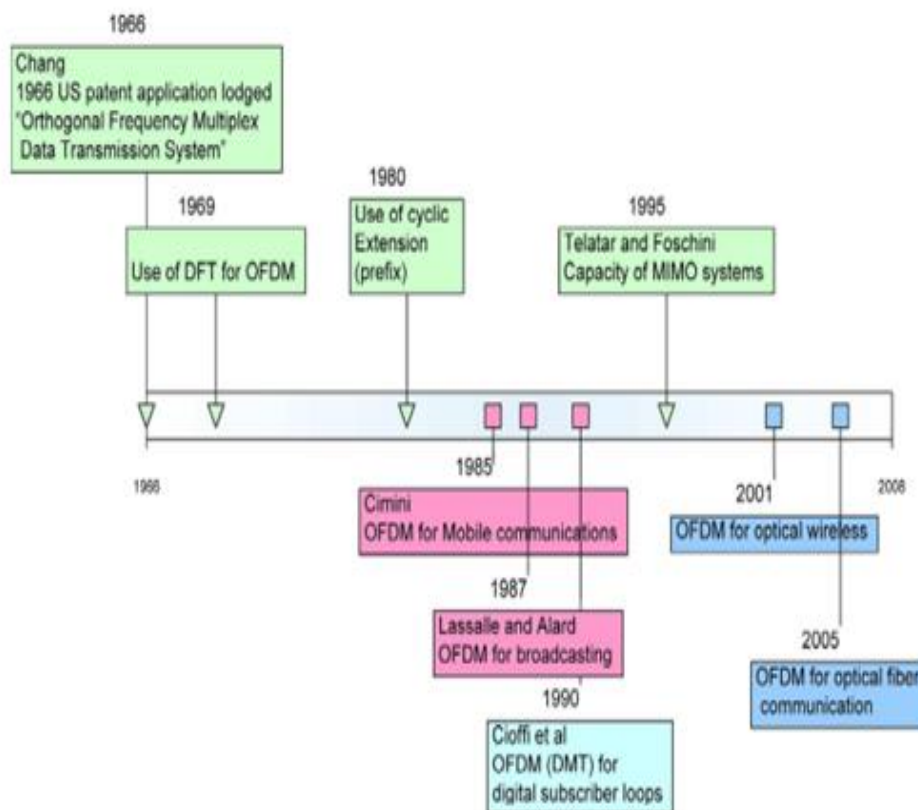 1966
Chang
1966 US patent application lodged
"Orthogonal Frequency Multiplex
Data Transmission System"
1969
Use of DFT for OFDM
1980
Use of cyclic
Extension
(prefix)
1995
Telatar and Foschini
Capacity of MIMO systems
1966
2008
1985
Cimini
OFDM for Mobile communications
1987
Lassalle and Alard
OFDM for broadcasting
1990
Cioffi et al
OFDM (DMT) for
digital subscriber loops
2001
OFDM for optical wireless
2005
OFDM for optical fiber
communication